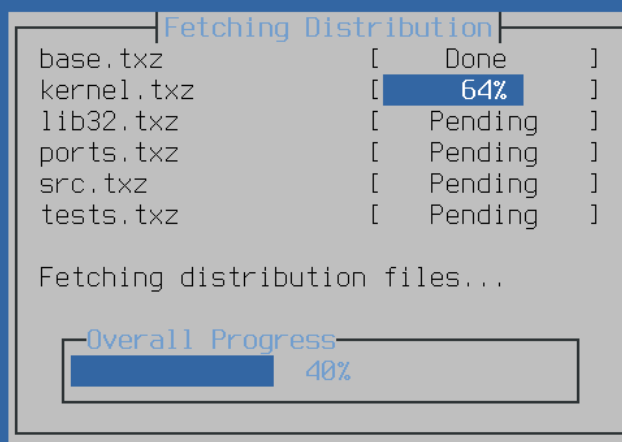 Fetching Distribution
base.txz [ Done ]
kernel.txz [ 64% ]
lib32.txz [ Pending ]
ports.txz [ Pending ]
src.txz [ Pending ]
tests.txz [ Pending ]
Fetching distribution files...
Overall Progress
40%